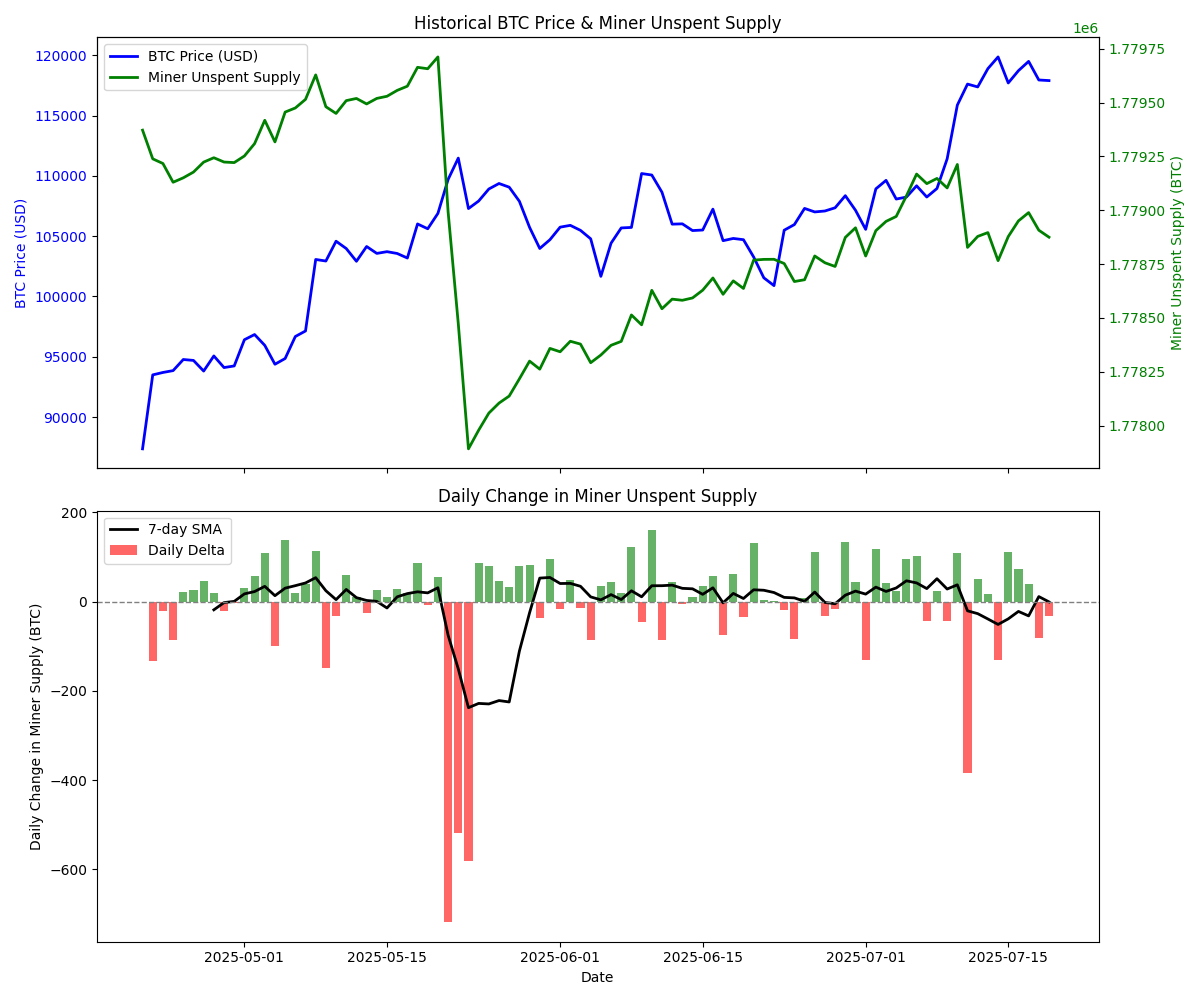 Historical BTC Price & Miner Unspent Supply
1e6
BTC Price (USD)
Miner Unspent Supply
120000
115000
110000
105000
100000
95000
90000
BTC Price (USD)
1.77975
1.77950
1.77925
1.77900
1.77875
1.77850
1.77825
1.77800
Miner Unspent Supply (BTC)
Daily Change in Miner Unspent Supply
7-day SMA
Daily Delta
200
0
−200
−400
−600
Daily Change in Miner Supply (BTC)
2025-05-01
2025-05-15
2025-06-01
2025-06-15
2025-07-01
2025-07-15
Date